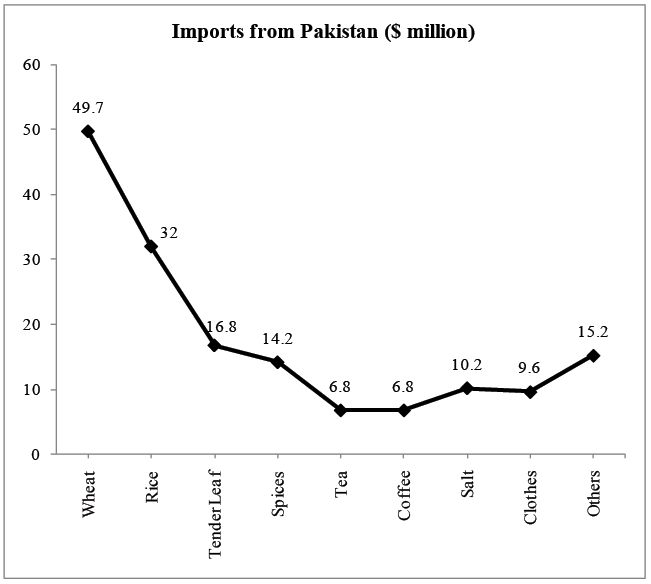 Imports from Pakistan ($ million)
60
50
40
30
20
10
0
49.7
32
16.8
14.2
6.8
6.8
10.2
9.6
15.2
Wheat
Rice
Tender Leaf
Spices
Tea
Coffee
Salt
Clothes
Others